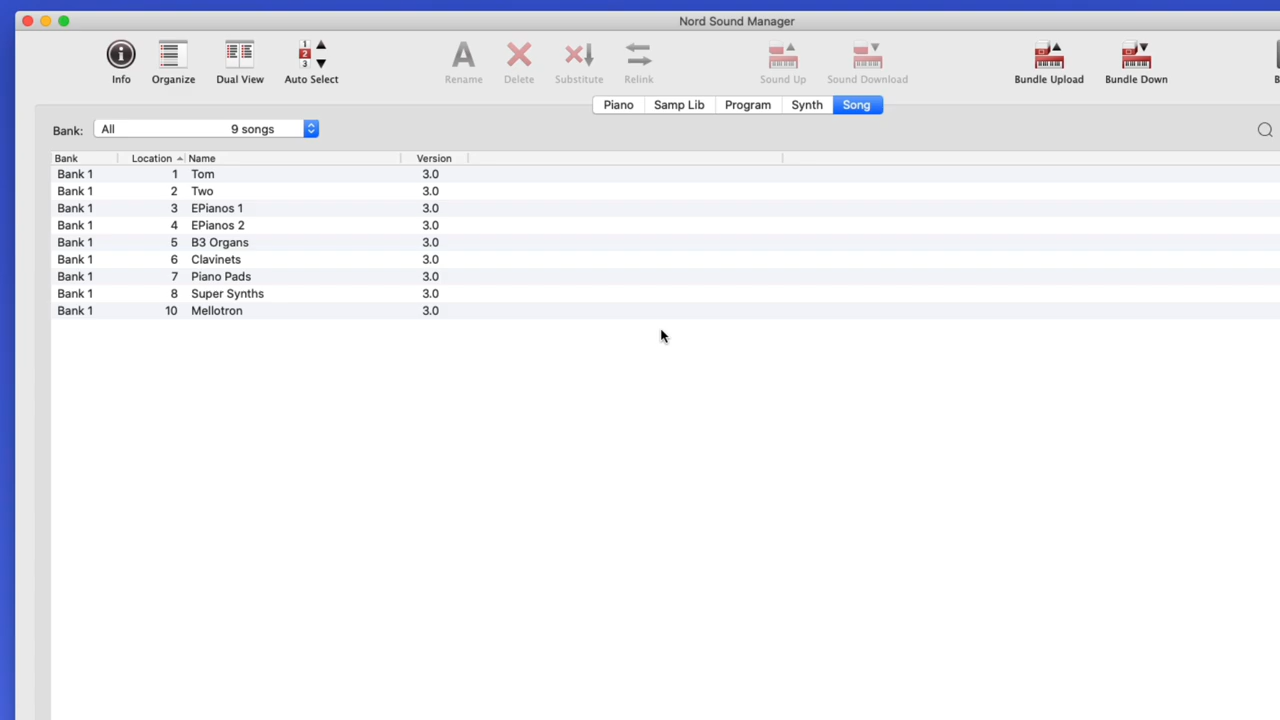 Nord Sound Manager
Info Organize Dual View Auto Select Rename Delete Substitute Relink Sound Up Sound Download Bundle Upload Bundle Down B
Piano Samp Lib Program Synth Song
Bank: All 9 songs
Bank Location Name Version
Bank 1 1 Tom 3.0
Bank 1 2 Two 3.0
Bank 1 3 EPianos 1 3.0
Bank 1 4 EPianos 2 3.0
Bank 1 5 B3 Organs 3.0
Bank 1 6 Clavinets 3.0
Bank 1 7 Piano Pads 3.0
Bank 1 8 Super Synths 3.0
Bank 1 10 Mellotron 3.0